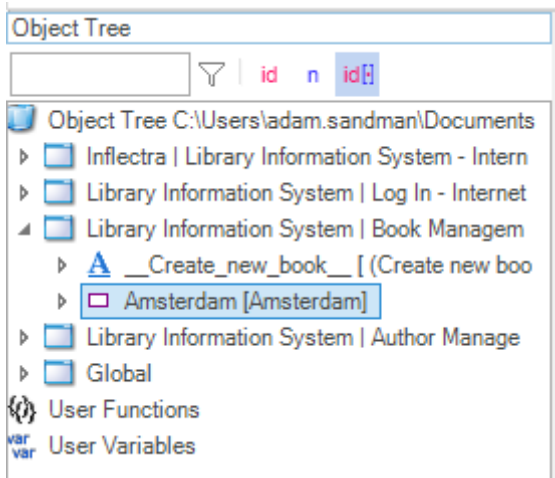 Object Tree
id n id[·]
Object Tree C:\Users\adam.sandman\Documents
Inflectra | Library Information System - Intern
Library Information System | Log In - Internet
Library Information System | Book Managem
A __Create_new_book__ [ (Create new boo
Amsterdam [Amsterdam]
Library Information System | Author Manage
Global
{()} User Functions
var var User Variables